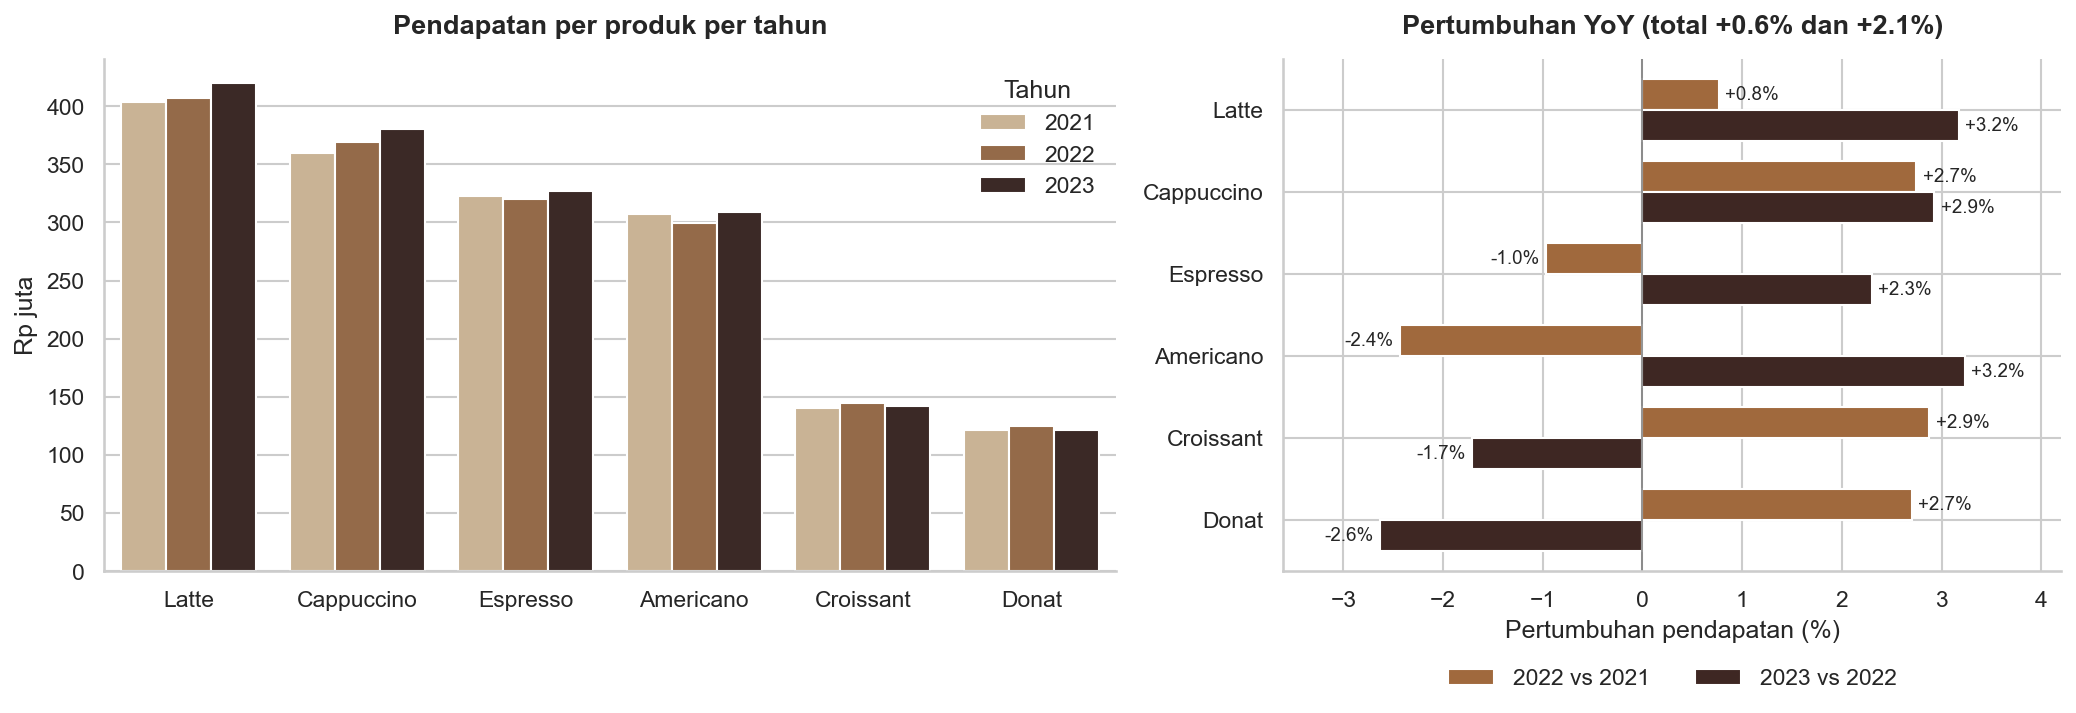 Pendapatan per produk per tahun
Rp juta
400
350
300
250
200
150
100
50
0
Tahun
2021
2022
2023
Latte
Cappuccino
Espresso
Americano
Croissant
Donat
Pertumbuhan YoY (total +0.6% dan +2.1%)
Latte
+0.8%
+3.2%
Cappuccino
+2.7%
+2.9%
Espresso
-1.0%
+2.3%
Americano
-2.4%
+3.2%
Croissant
+2.9%
-1.7%
Donat
+2.7%
-2.6%
−3 −2 −1 0 1 2 3 4
Pertumbuhan pendapatan (%)
2022 vs 2021
2023 vs 2022